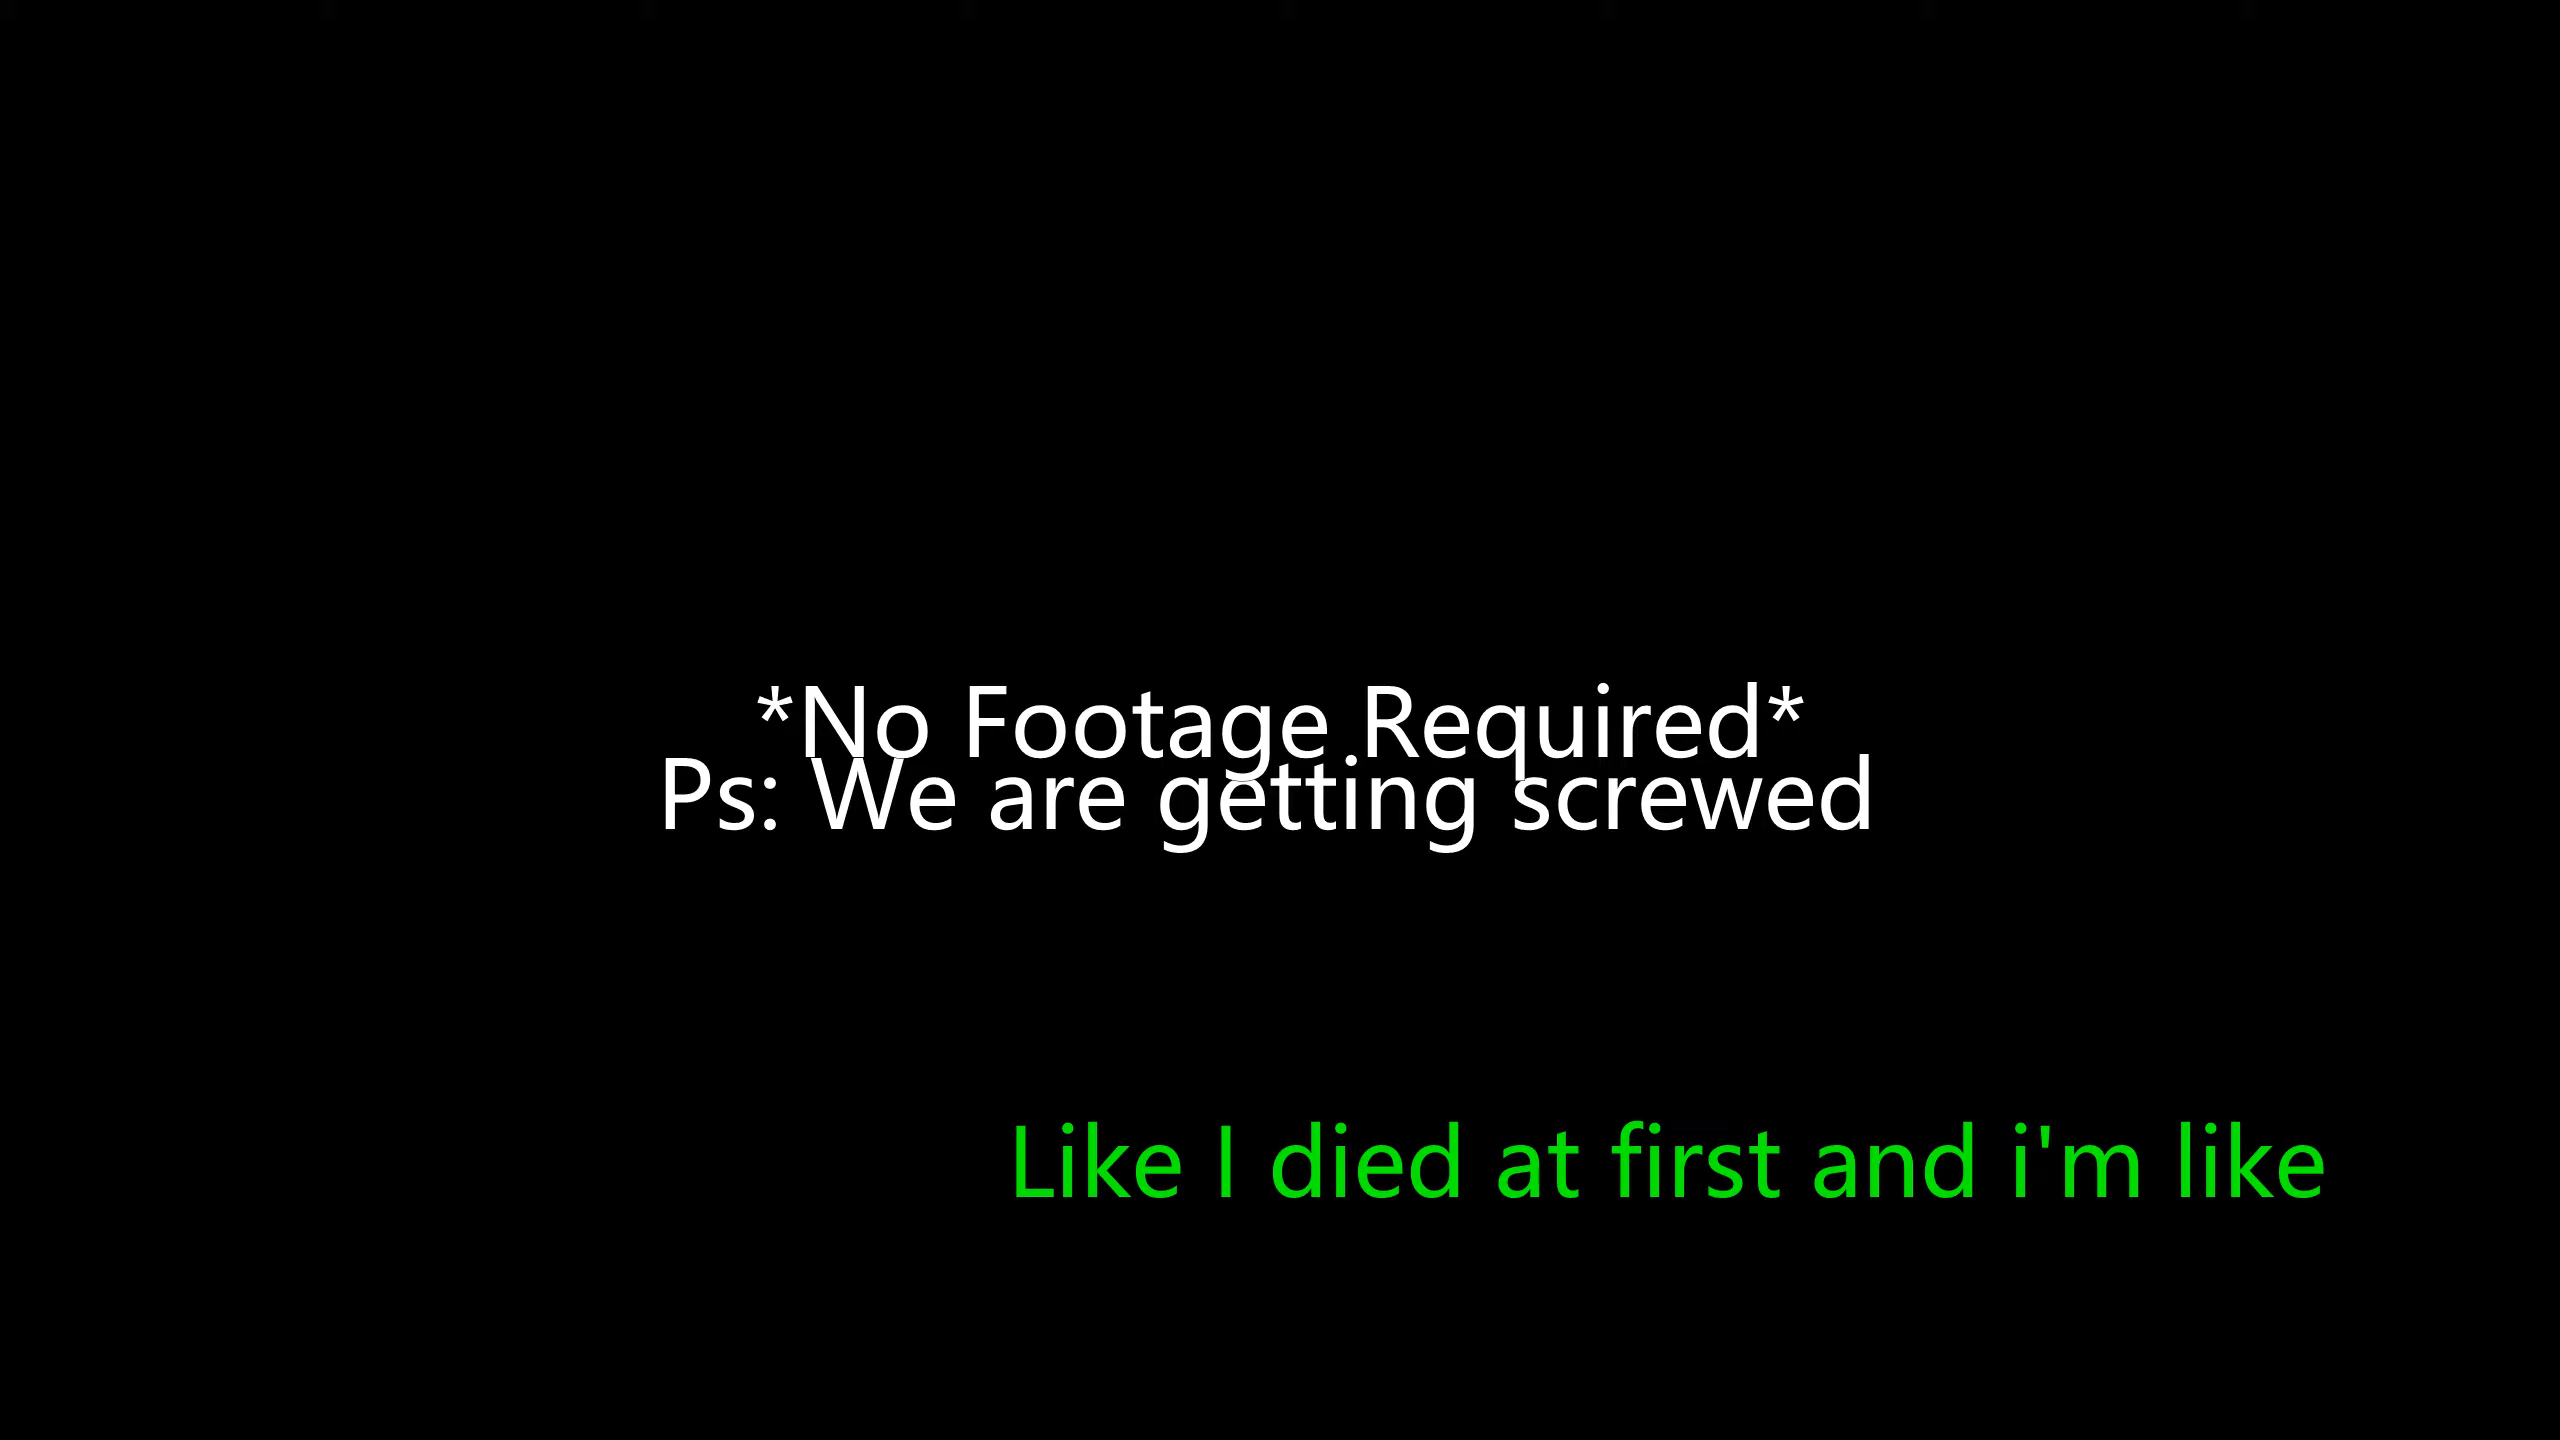 *No Footage Required*
Ps: We are getting screwed
Like I died at first and i'm like